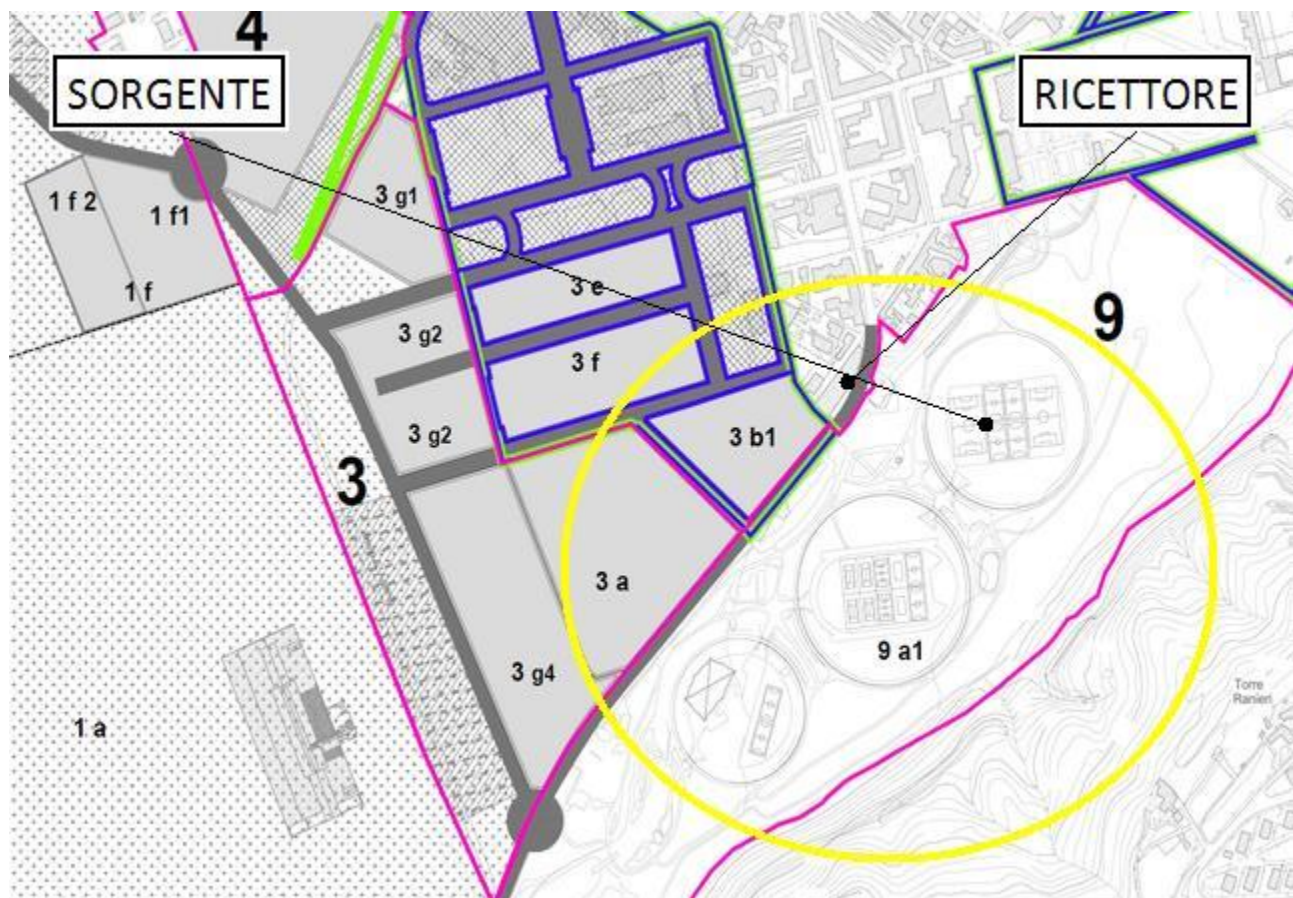 4
SORGENTE
RICETTORE
1 f 2
1 f1
3 g1
1 f
3 e
9
3 g2
3 f
3 g2
3 b1
3
3 a
9 a1
3 g4
Torre
Ranieri
1 a